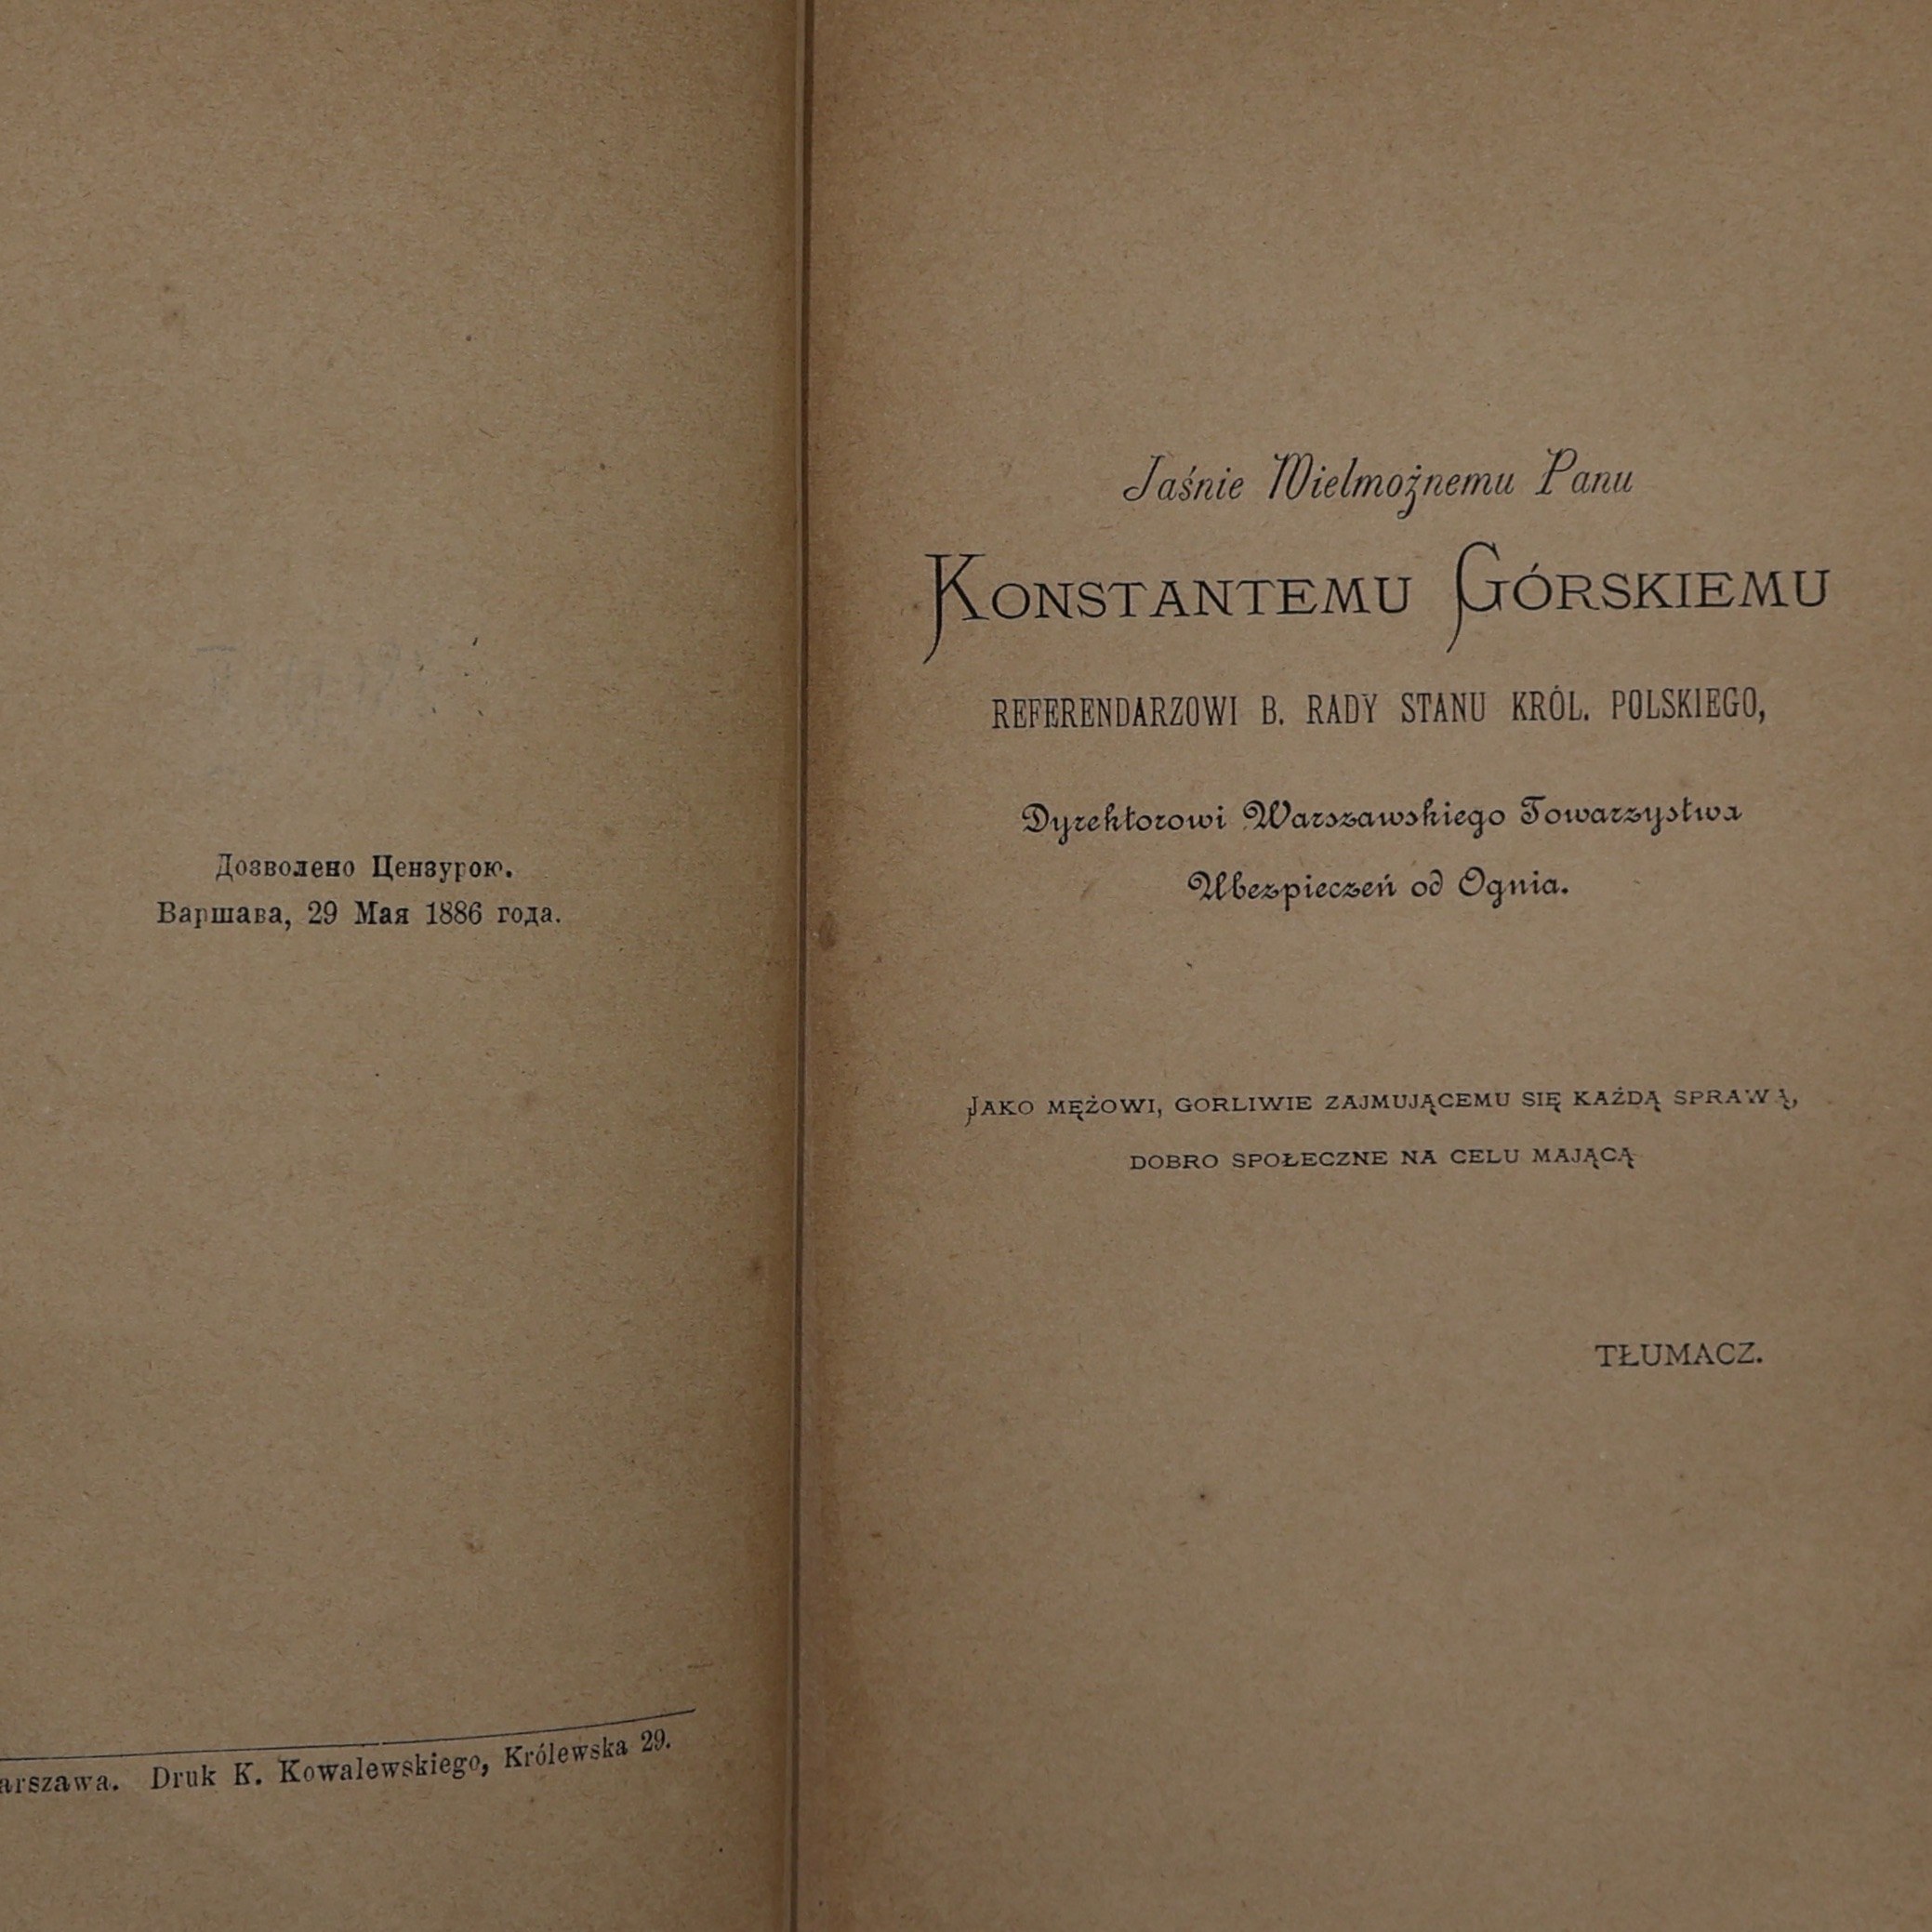 Дозволено Цензурою.
Варшава, 29 Мая 1886 года.
arszawa. Druk K. Kowalewskiego, Królewska 29.
Jaśnie Wielmożnemu Panu
KONSTANTEMU GÓRSKIEMU
REFERENDARZOWI B. RADY STANU KRÓL. POLSKIEGO,
Dyrektorowi Warszawskiego Towarzystwa
Ubezpieczeń od Ognia.
JAKO MĘŻOWI, GORLIWIE ZAJMUJĄCEMU SIĘ KAŻDĄ SPRAWĄ,
DOBRO SPOŁECZNE NA CELU MAJĄCĄ
TŁUMACZ.